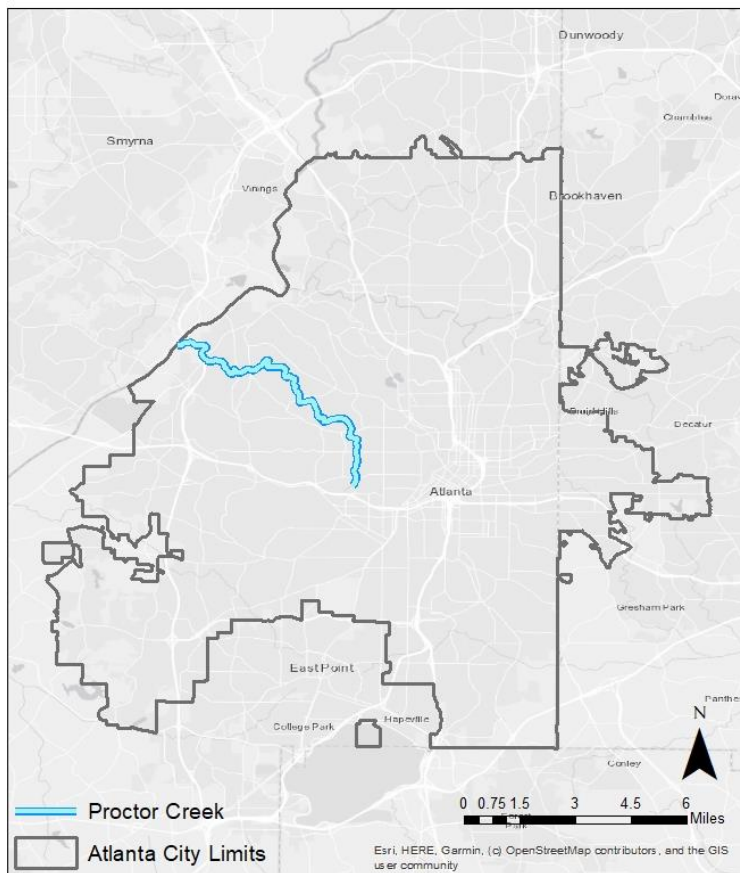 Dunwoody
Smyrna
Chamblee
Vinings
Brookhaven
Decatur
Atlanta
Gresham Park
East Point
College Park
Hapeville
N
Conley
Proctor Creek
Atlanta City Limits
0 0.75 1.5 3 4.5 6
Miles
Esri, HERE, Garmin, (c) OpenStreetMap contributors, and the GIS
user community